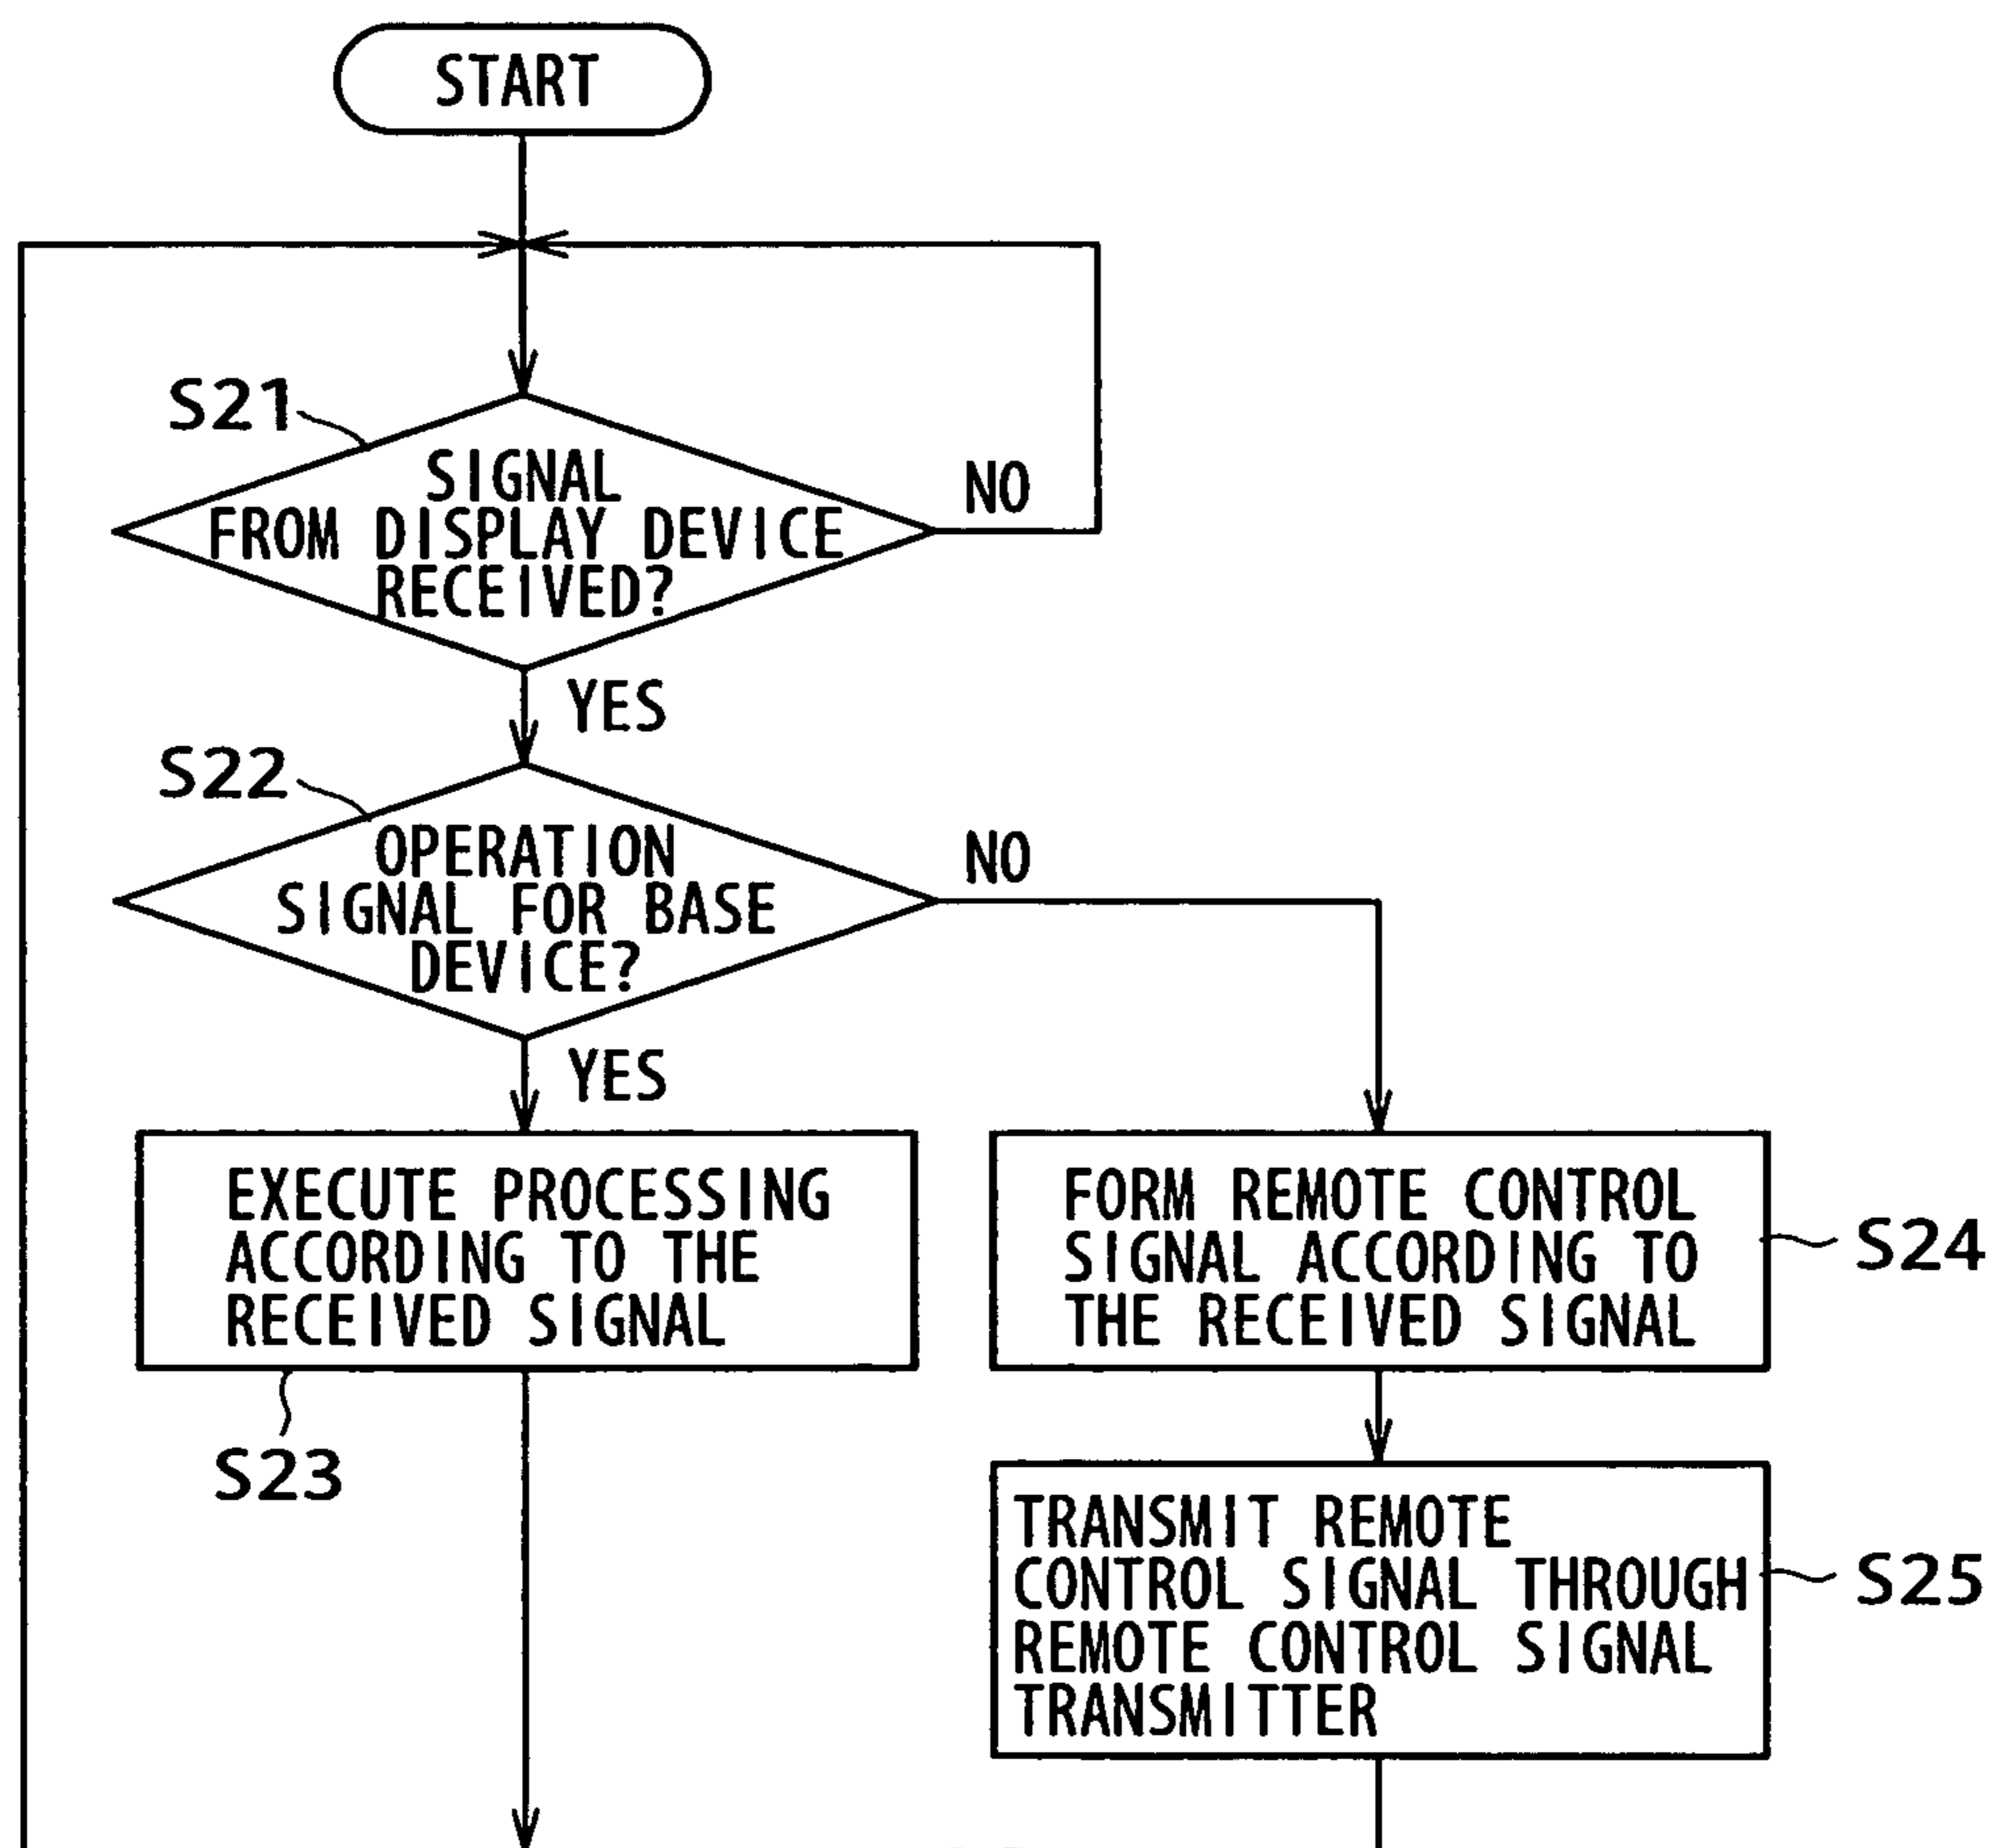 START
S21
SIGNAL
FROM DISPLAY DEVICE
RECEIVED?
NO
YES
S22
OPERATION
SIGNAL FOR BASE
DEVICE?
NO
YES
EXECUTE PROCESSING
ACCORDING TO THE
RECEIVED SIGNAL
S23
FORM REMOTE CONTROL
SIGNAL ACCORDING TO
THE RECEIVED SIGNAL
S24
TRANSMIT REMOTE
CONTROL SIGNAL THROUGH
REMOTE CONTROL SIGNAL
TRANSMITTER
S25